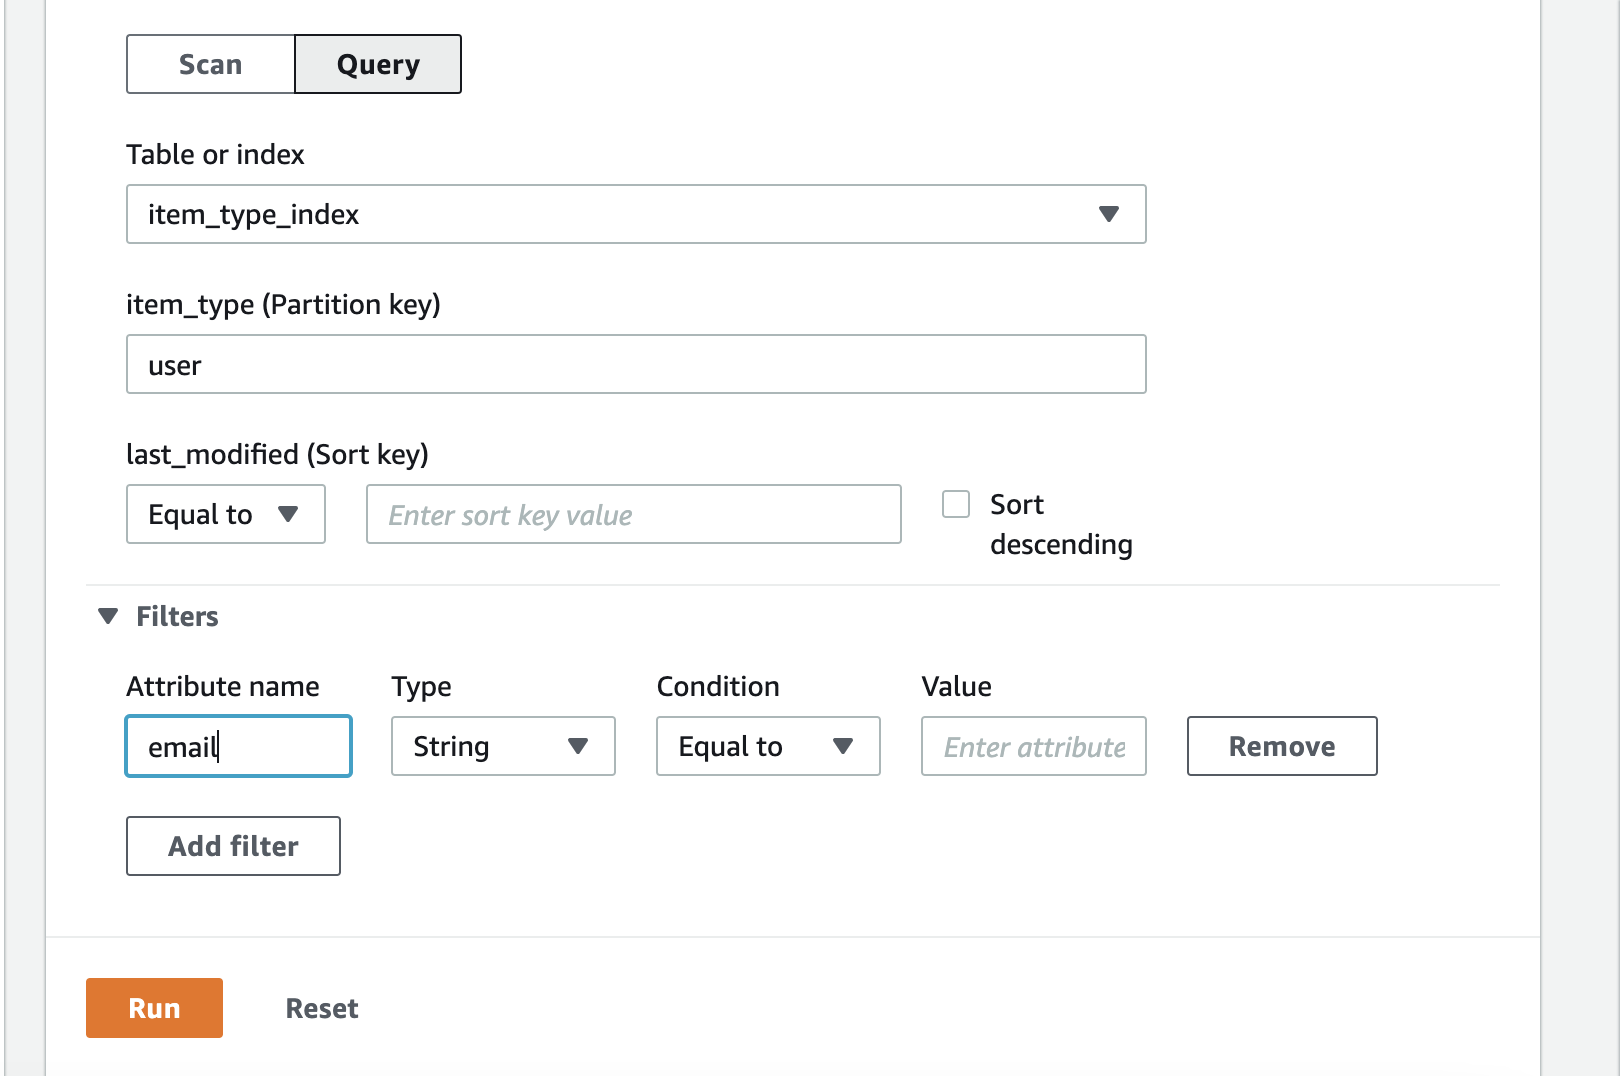 Scan Query
Table or index
item_type_index
item_type (Partition key)
user
last_modified (Sort key)
Equal to Enter sort key value Sort
descending
Filters
Attribute name Type Condition Value
email String Equal to Enter attribute Remove
Add filter
Run Reset